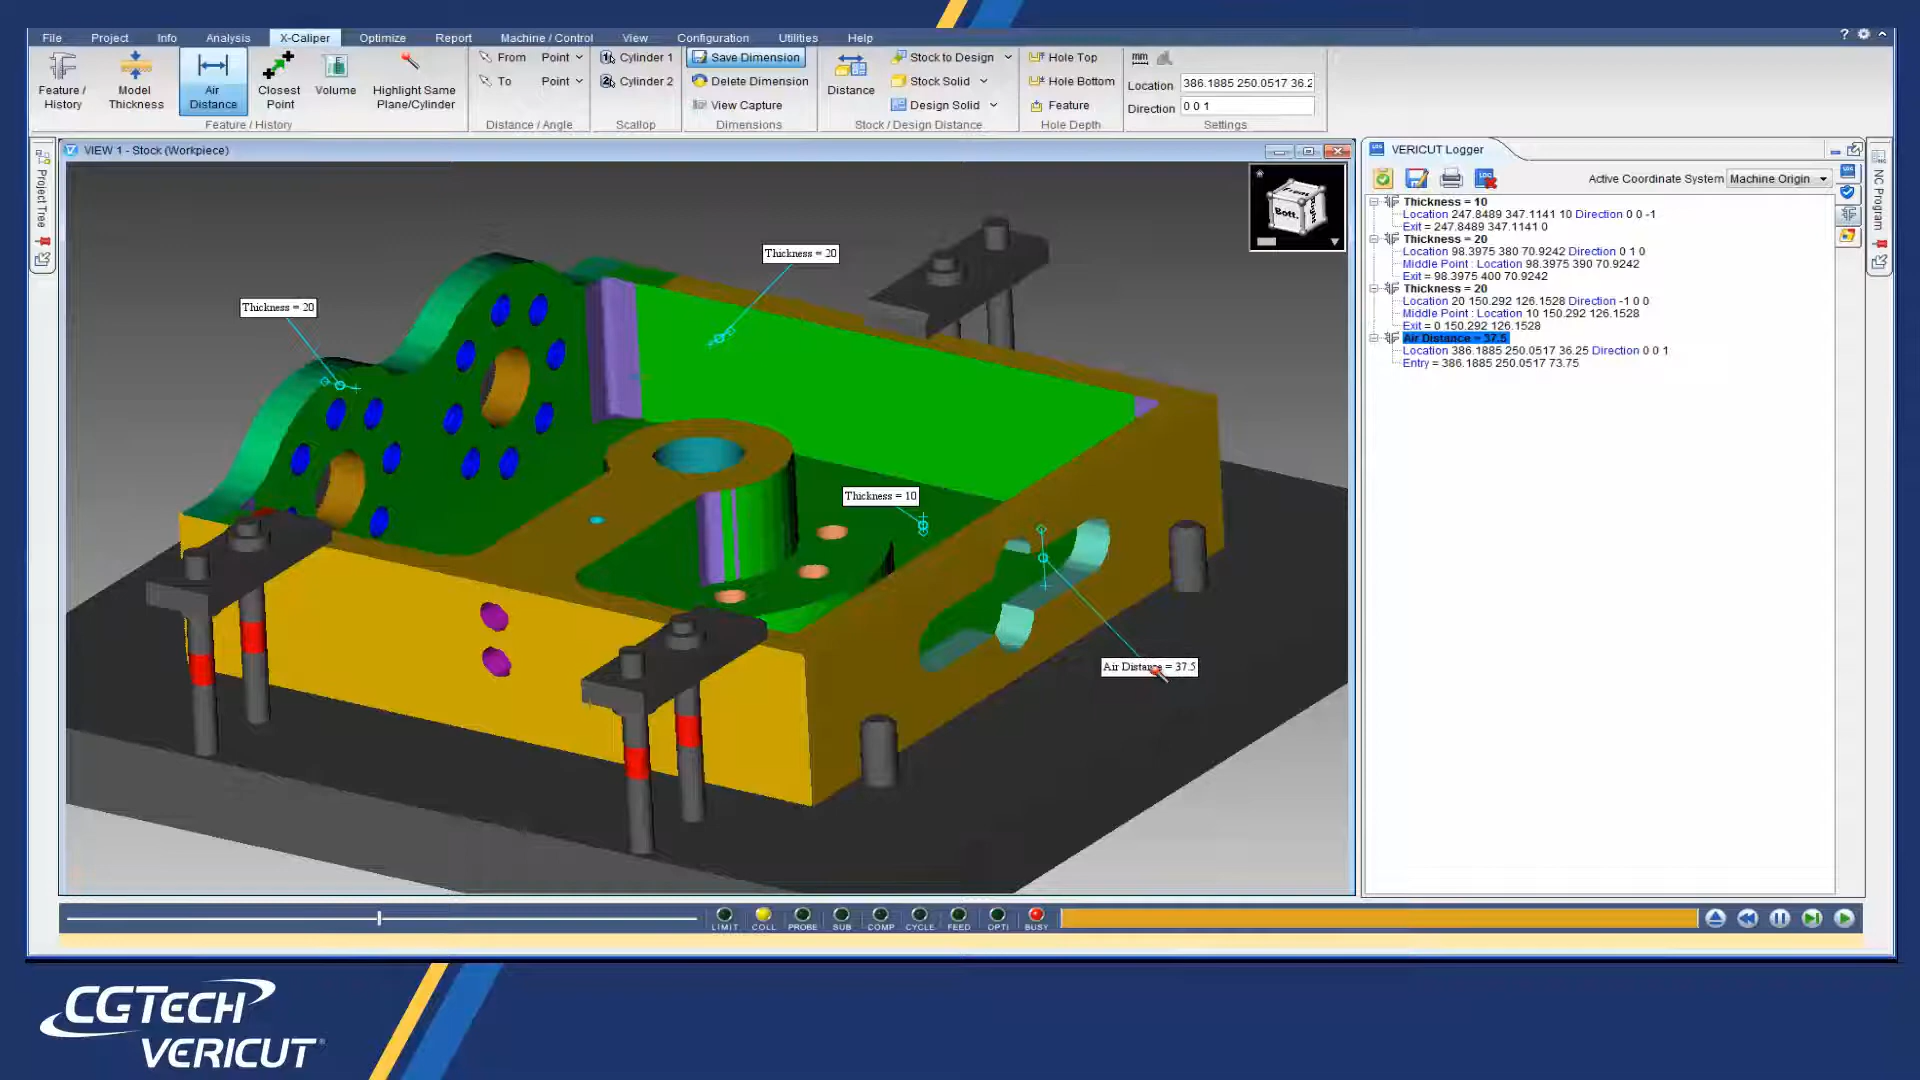 File Project Info Analysis X-Caliper Optimize Report Machine / Control View Configuration Utilities Help
Feature / History
Model Thickness
Air Distance
Closest Point
Volume
Highlight Same Plane/Cylinder
Feature / History
From Point
To Point
Distance / Angle
Cylinder 1
Cylinder 2
Scallop
Save Dimension
Delete Dimension
View Capture
Dimensions
Distance
Stock to Design
Stock Solid
Design Solid
Stock / Design Distance
Hole Top
Hole Bottom
Feature
Hole Depth
mm
Location 386.1885 250.0517 36.2
Direction 0 0 1
Settings
Project Tree
VIEW 1 - Stock (Workpiece)
Front
Bott.
Right
Thickness = 20
Thickness = 20
Thickness = 10
Air Distance = 37.5
VERICUT Logger
Active Coordinate System Machine Origin
Thickness = 10
Location 247.8489 347.1141 10 Direction 0 0 -1
Exit = 247.8489 347.1141 0
Thickness = 20
Location 98.3975 380 70.9242 Direction 0 1 0
Middle Point : Location 98.3975 390 70.9242
Exit = 98.3975 400 70.9242
Thickness = 20
Location 20 150.292 126.1528 Direction -1 0 0
Middle Point : Location 10 150.292 126.1528
Exit = 0 150.292 126.1528
Air Distance = 37.5
Location 386.1885 250.0517 36.25 Direction 0 0 1
Entry = 386.1885 250.0517 73.75
NC Program
LIMIT COLL PROBE SUB COMP CYCLE FEED OPTI BUSY
CGTECH
VERICUT